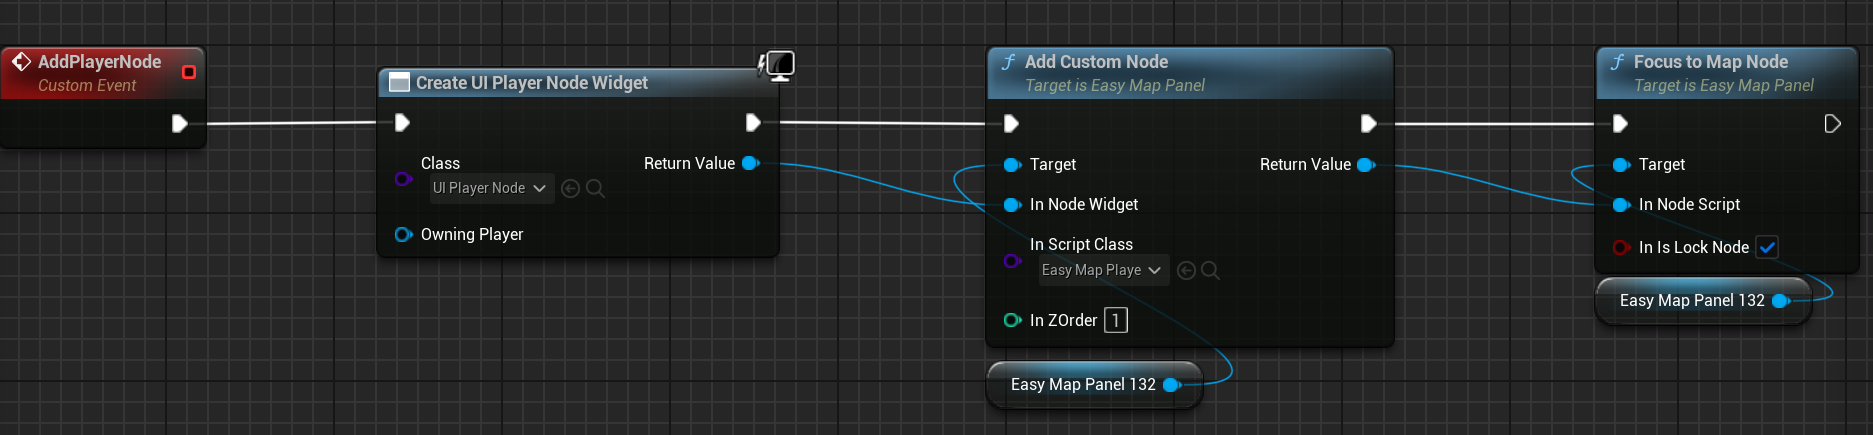 AddPlayerNode
Custom Event
Create UI Player Node Widget
Class
UI Player Node
Return Value
Owning Player
Add Custom Node
Target is Easy Map Panel
Target
Return Value
In Node Widget
In Script Class
Easy Map Playe
In ZOrder 1
Easy Map Panel 132
Focus to Map Node
Target is Easy Map Panel
Target
In Node Script
In Is Lock Node
Easy Map Panel 132